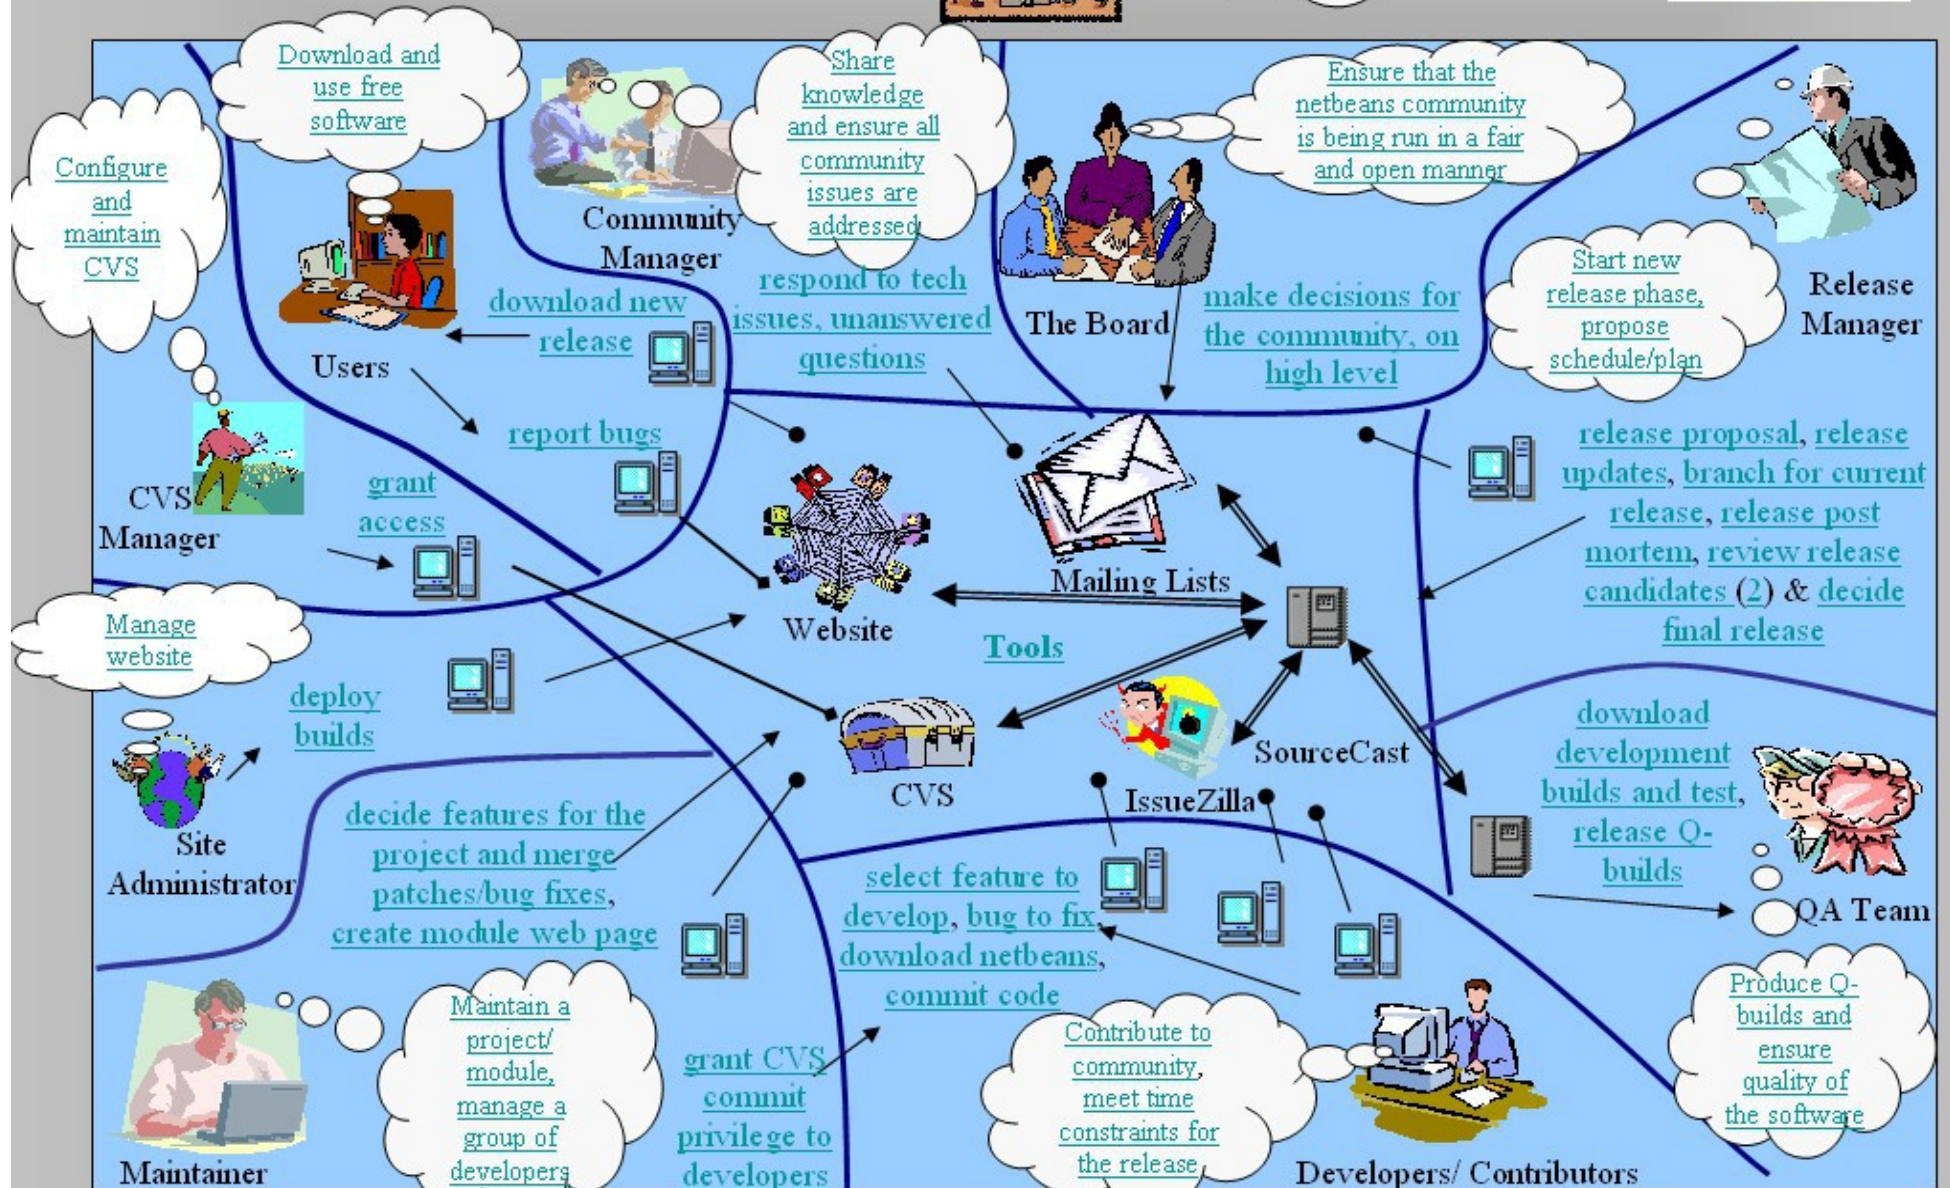 Download and
use free
software
Share
knowledge
and ensure all
community
issues are
addressed
Ensure that the
netbeans community
is being run in a fair
and open manner
Configure
and
maintain
CVS
Community
Manager
Start new
release phase,
propose
schedule/plan
Release
Manager
download new
release
respond to tech
issues, unanswered
questions
The Board
make decisions for
the community, on
high level
Users
report bugs
release proposal, release
updates, branch for current
release, release post
mortem, review release
candidates (2) & decide
final release
CVS
Manager
grant
access
Mailing Lists
Website
Tools
Manage
website
deploy
builds
download
development
builds and test,
release Q-
builds
SourceCast
CVS
IssueZilla
Site
Administrator
decide features for the
project and merge
patches/bug fixes,
create module web page
select feature to
develop, bug to fix,
download netbeans,
commit code
QA Team
Maintain a
project/
module,
manage a
group of
developers
grant CVS
commit
privilege to
developers
Contribute to
community,
meet time
constraints for
the release
Produce Q-
builds and
ensure
quality of
the software
Maintainer
Developers/ Contributors